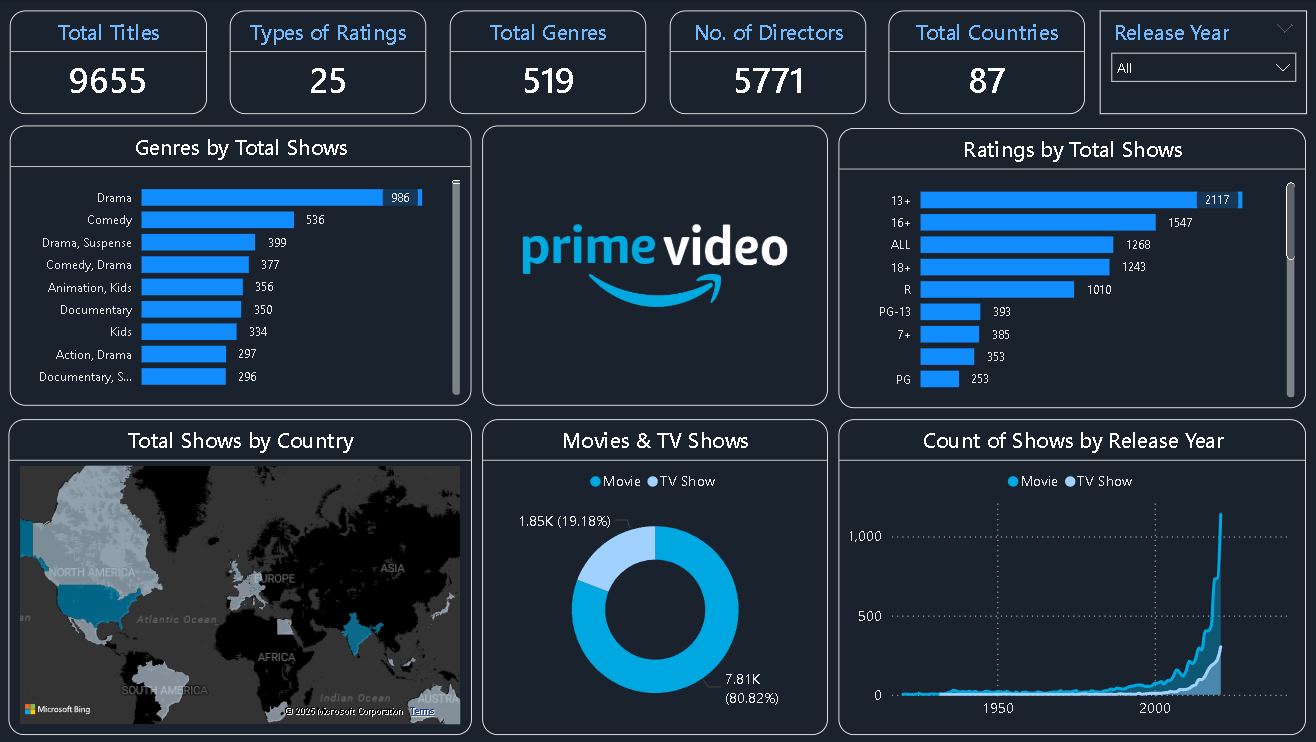 Total Titles
9655
Types of Ratings
25
Total Genres
519
No. of Directors
5771
Total Countries
87
Release Year
All
Genres by Total Shows
Drama 986
Comedy 536
Drama, Suspense 399
Comedy, Drama 377
Animation, Kids 356
Documentary 350
Kids 334
Action, Drama 297
Documentary, S... 296
prime video
Ratings by Total Shows
13+ 2117
16+ 1547
ALL 1268
18+ 1243
R 1010
PG-13 393
7+ 385
353
PG 253
Total Shows by Country
NORTH AMERICA
EUROPE
ASIA
Atlantic Ocean
AFRICA
SOUTH AMERICA
Indian Ocean
AUSTRA
Microsoft Bing
© 2025 Microsoft Corporation Terms
Movies & TV Shows
Movie TV Show
1.85K (19.18%)
7.81K
(80.82%)
Count of Shows by Release Year
Movie TV Show
1,000
500
0
1950 2000